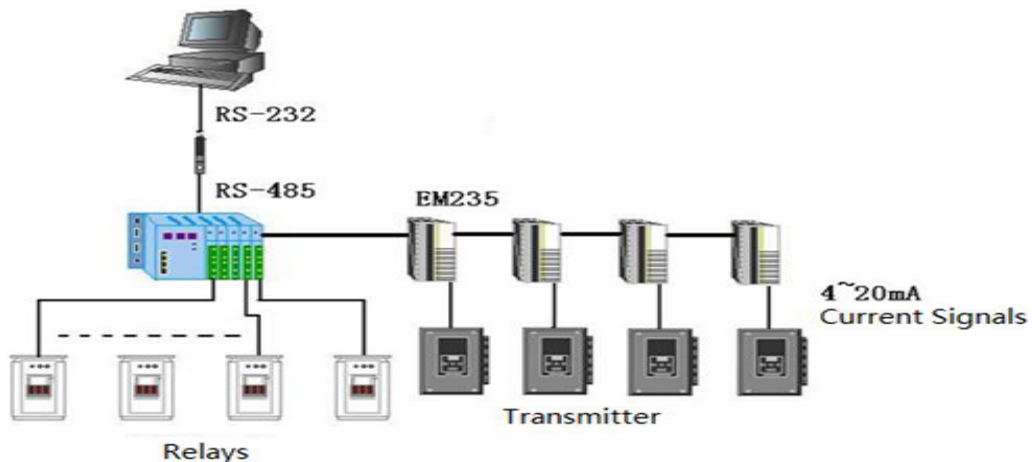 RS-232
RS-485
EM235
4~20mA
Current Signals
Transmitter
Relays